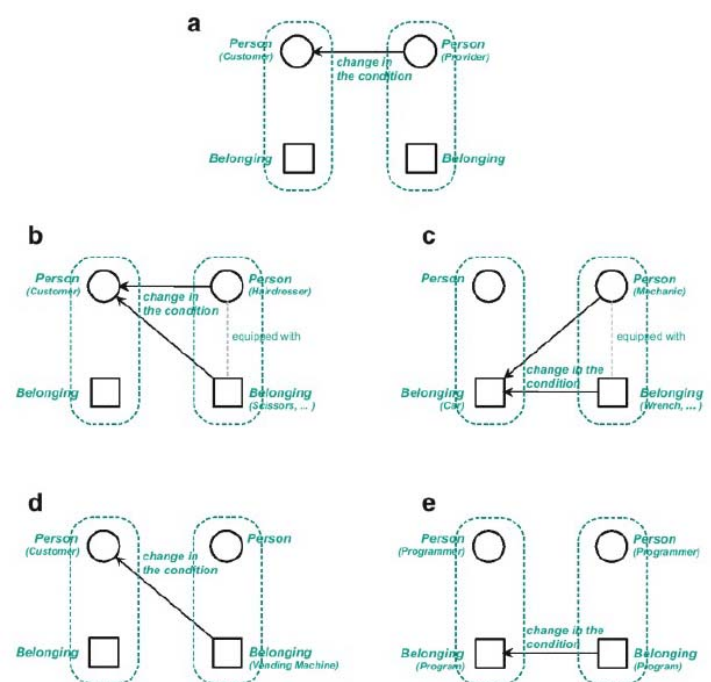 a
Person
(Customer)
Person
(Provider)
change in
the condition
Belonging
Belonging
b
Person
(Customer)
Person
(Hairdresser)
change in
the condition
equipped with
Belonging
Belonging
(Scissors, ... )
c
Person
Person
(Mechanic)
equipped with
change in the
condition
Belonging
(Car)
Belonging
(Wrench, ... )
d
Person
(Customer)
Person
change in
the condition
Belonging
Belonging
(Vending Machine)
e
Person
(Programmer)
Person
(Programmer)
change in the
condition
Belonging
(Program)
Belonging
(Program)